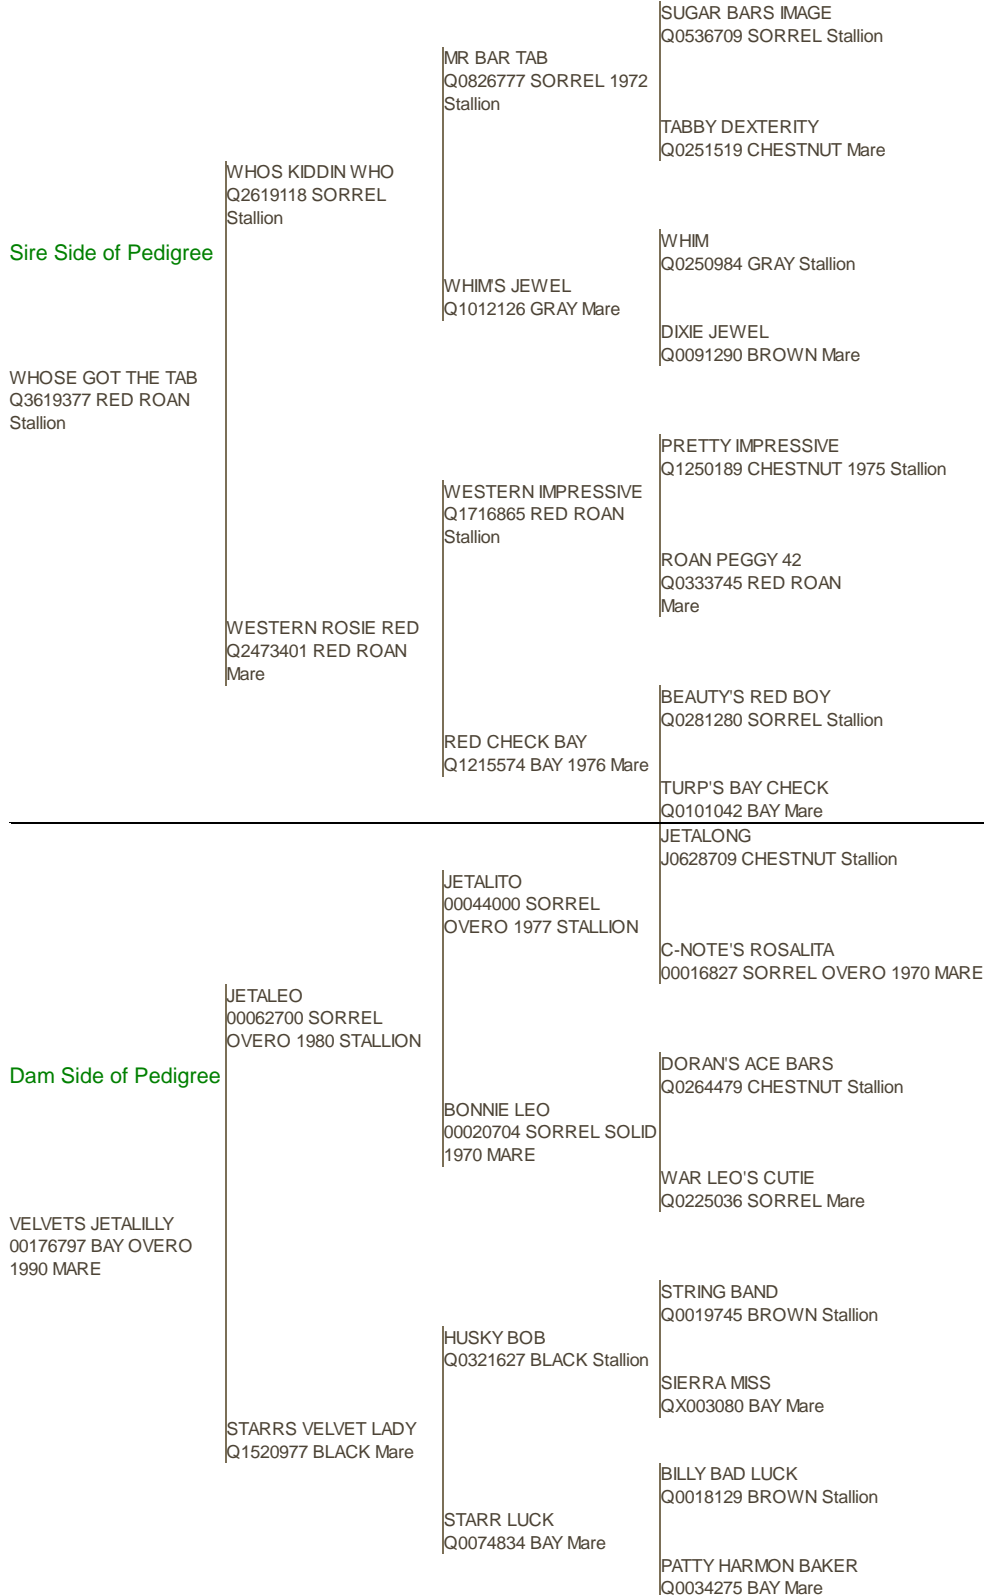 SUGAR BARS IMAGE
Q0536709 SORREL Stallion
MR BAR TAB
Q0826777 SORREL 1972
Stallion
TABBY DEXTERITY
Q0251519 CHESTNUT Mare
WHOS KIDDIN WHO
Q2619118 SORREL
Stallion
Sire Side of Pedigree
WHIM
Q0250984 GRAY Stallion
WHIM'S JEWEL
Q1012126 GRAY Mare
DIXIE JEWEL
Q0091290 BROWN Mare
WHOSE GOT THE TAB
Q3619377 RED ROAN
Stallion
PRETTY IMPRESSIVE
Q1250189 CHESTNUT 1975 Stallion
WESTERN IMPRESSIVE
Q1716865 RED ROAN
Stallion
ROAN PEGGY 42
Q0333745 RED ROAN
Mare
WESTERN ROSIE RED
Q2473401 RED ROAN
Mare
BEAUTY'S RED BOY
Q0281280 SORREL Stallion
RED CHECK BAY
Q1215574 BAY 1976 Mare
TURP'S BAY CHECK
Q0101042 BAY Mare
JETALONG
J0628709 CHESTNUT Stallion
JETALITO
00044000 SORREL
OVERO 1977 STALLION
C-NOTE'S ROSALITA
00016827 SORREL OVERO 1970 MARE
JETALEO
00062700 SORREL
OVERO 1980 STALLION
Dam Side of Pedigree
DORAN'S ACE BARS
Q0264479 CHESTNUT Stallion
BONNIE LEO
00020704 SORREL SOLID
1970 MARE
WAR LEO'S CUTIE
Q0225036 SORREL Mare
VELVETS JETALILLY
00176797 BAY OVERO
1990 MARE
STRING BAND
Q0019745 BROWN Stallion
HUSKY BOB
Q0321627 BLACK Stallion
SIERRA MISS
QX003080 BAY Mare
STARRS VELVET LADY
Q1520977 BLACK Mare
BILLY BAD LUCK
Q0018129 BROWN Stallion
STARR LUCK
Q0074834 BAY Mare
PATTY HARMON BAKER
Q0034275 BAY Mare